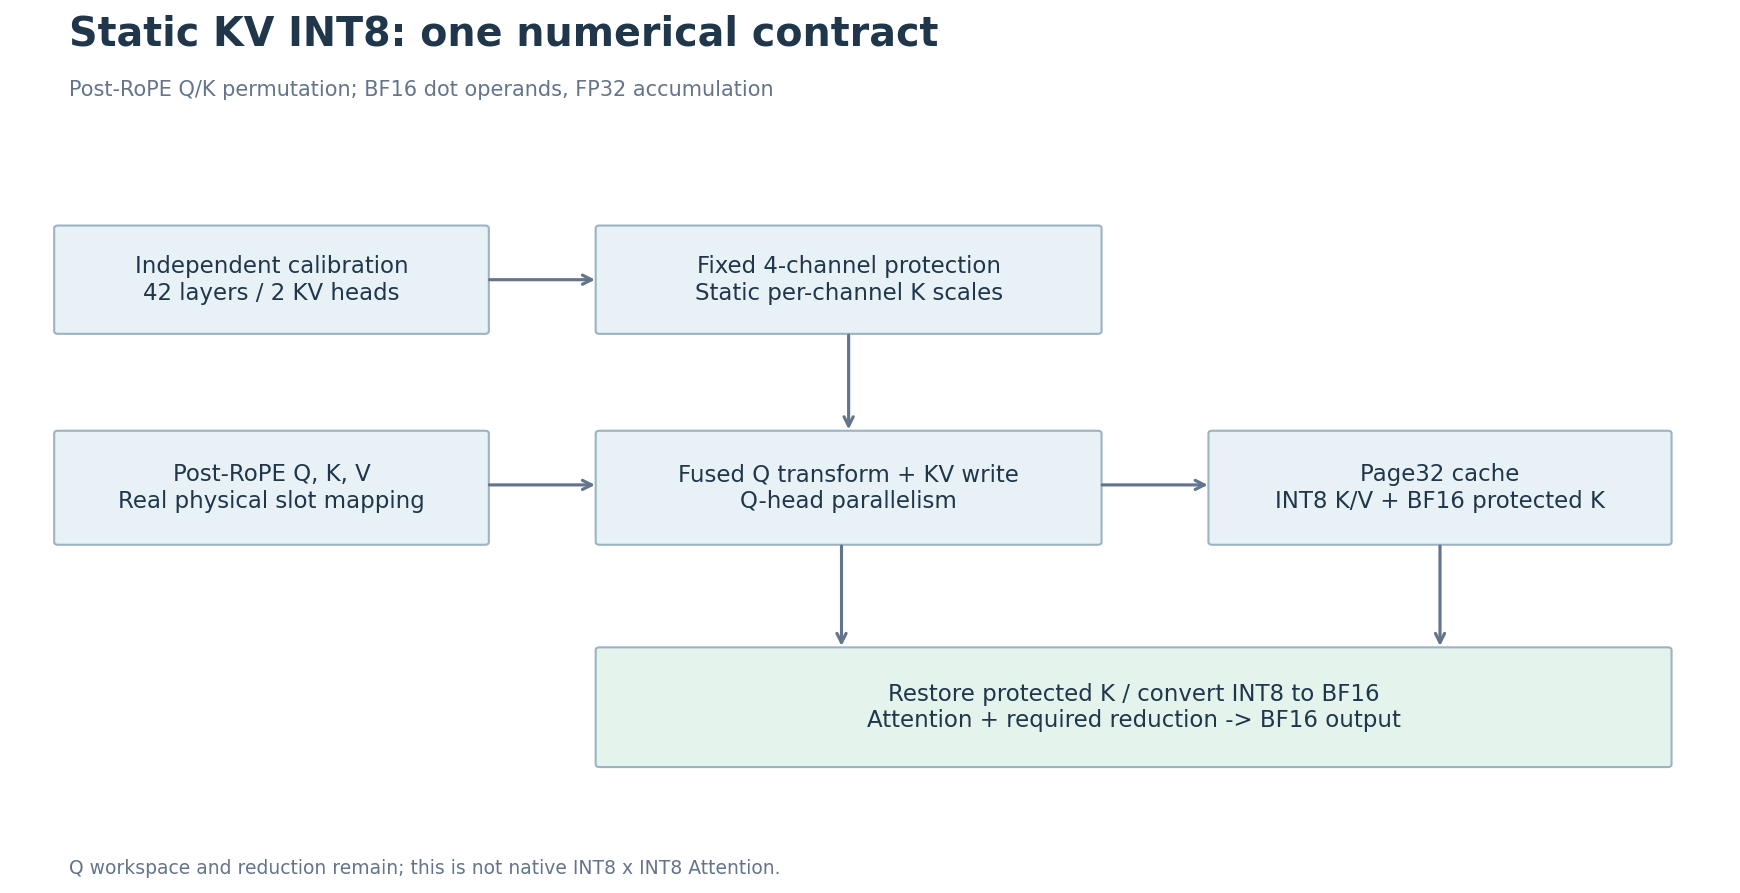 Static KV INT8: one numerical contract
Post-RoPE Q/K permutation; BF16 dot operands, FP32 accumulation
Independent calibration
42 layers / 2 KV heads
Fixed 4-channel protection
Static per-channel K scales
Post-RoPE Q, K, V
Real physical slot mapping
Fused Q transform + KV write
Q-head parallelism
Page32 cache
INT8 K/V + BF16 protected K
Restore protected K / convert INT8 to BF16
Attention + required reduction -> BF16 output
Q workspace and reduction remain; this is not native INT8 x INT8 Attention.